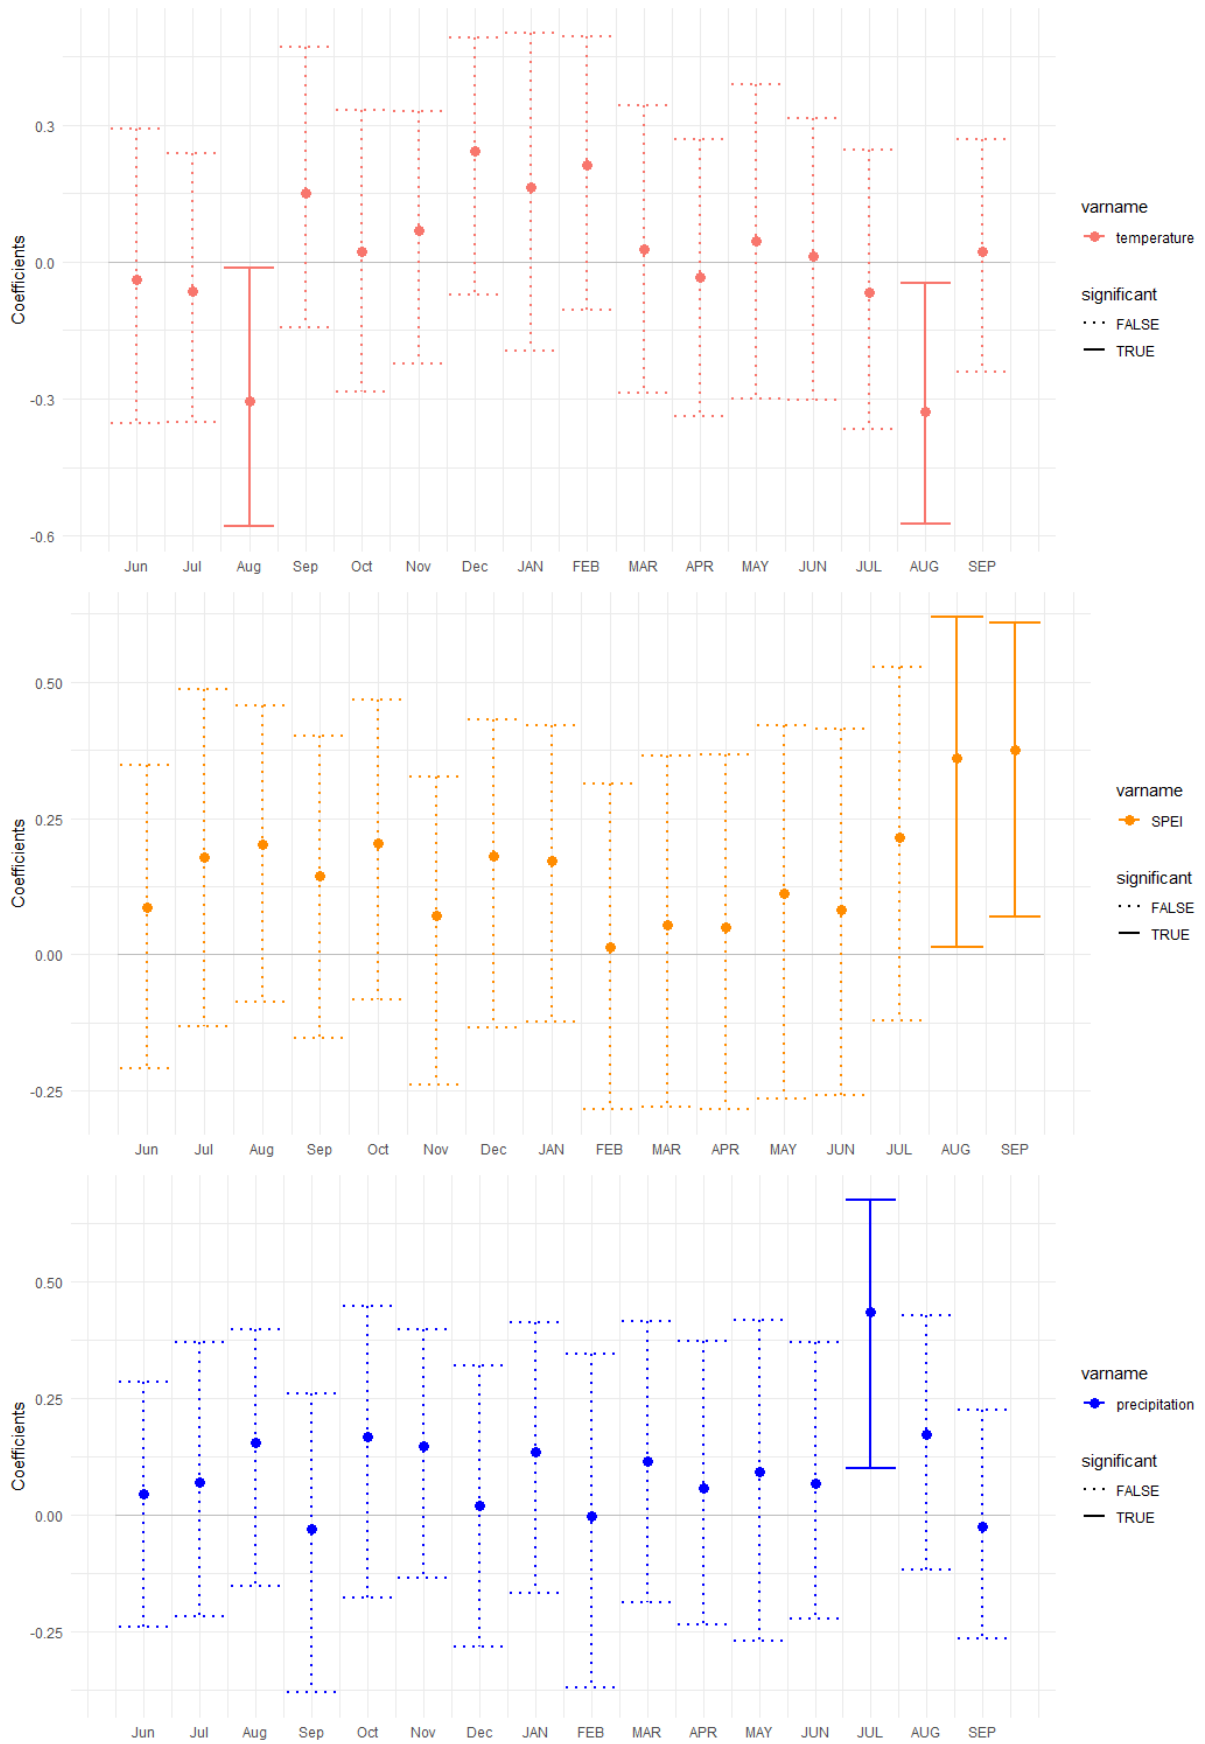 0.3
0.0
-0.3
-0.6
Coefficients
Jun Jul Aug Sep Oct Nov Dec JAN FEB MAR APR MAY JUN JUL AUG SEP
varname
temperature
significant
FALSE
TRUE
0.50
0.25
0.00
-0.25
Coefficients
Jun Jul Aug Sep Oct Nov Dec JAN FEB MAR APR MAY JUN JUL AUG SEP
varname
SPEI
significant
FALSE
TRUE
0.50
0.25
0.00
-0.25
Coefficients
Jun Jul Aug Sep Oct Nov Dec JAN FEB MAR APR MAY JUN JUL AUG SEP
varname
precipitation
significant
FALSE
TRUE